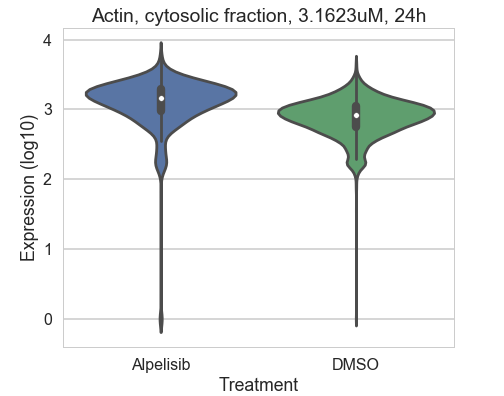 Actin, cytosolic fraction, 3.1623uM, 24h
4
3
2
1
0
Expression (log10)
Alpelisib
DMSO
Treatment